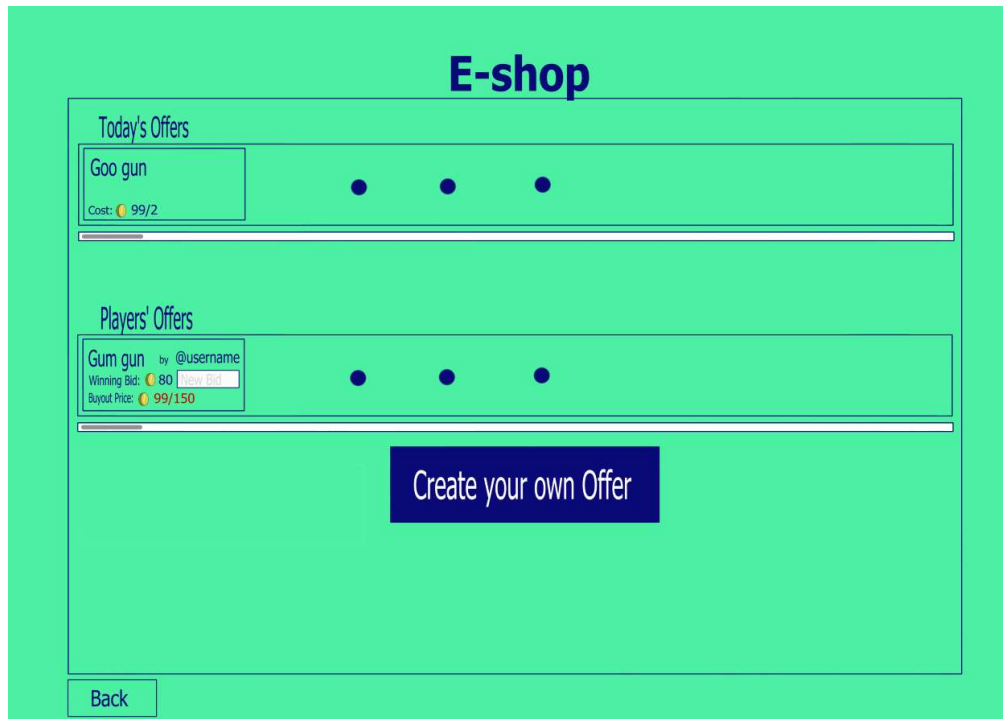 E-shop
Today's Offers
Goo gun
Cost: 99/2
Players' Offers
Gum gun by @username
Winning Bid: 80 New Bid
Buyout Price: 99/150
Create your own Offer
Back